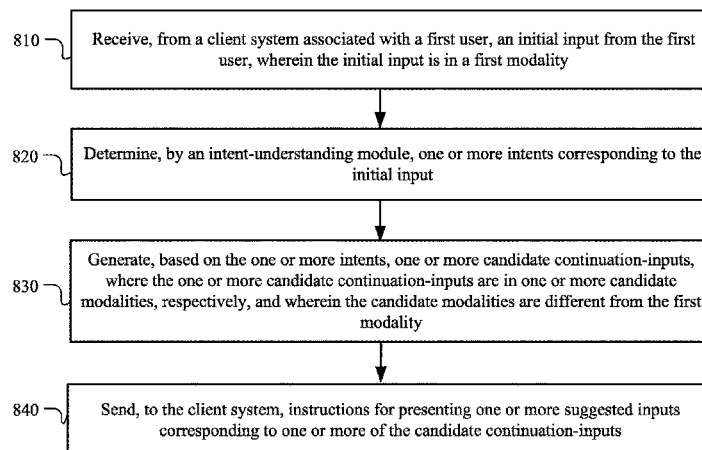 810
Receive, from a client system associated with a first user, an initial input from the first
user, wherein the initial input is in a first modality
820
Determine, by an intent-understanding module, one or more intents corresponding to the
initial input
830
Generate, based on the one or more intents, one or more candidate continuation-inputs,
where the one or more candidate continuation-inputs are in one or more candidate
modalities, respectively, and wherein the candidate modalities are different from the first
modality
840
Send, to the client system, instructions for presenting one or more suggested inputs
corresponding to one or more of the candidate continuation-inputs